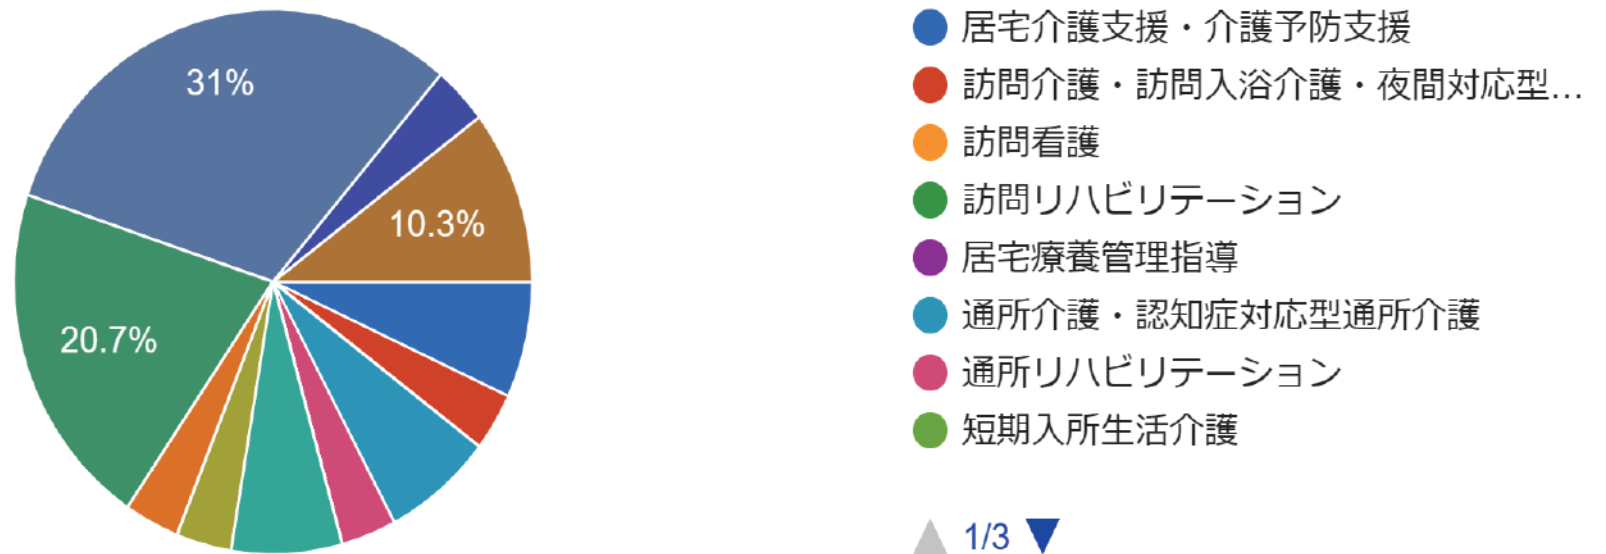 31%
10.3%
20.7%
居宅介護支援・介護予防支援
訪問介護・訪問入浴介護・夜間対応型…
訪問看護
訪問リハビリテーション
居宅療養管理指導
通所介護・認知症対応型通所介護
通所リハビリテーション
短期入所生活介護
1/3